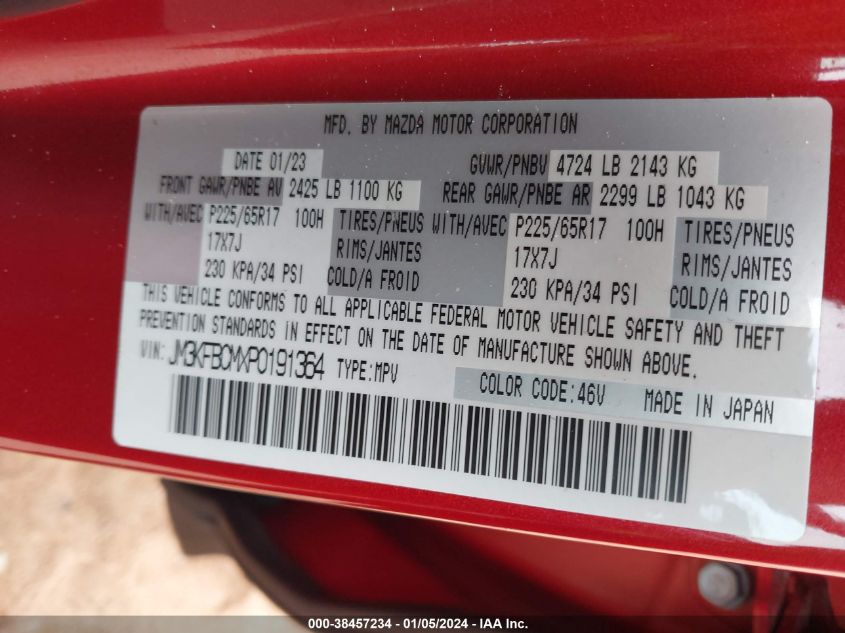 MFD. BY MAZDA MOTOR CORPORATION
DATE 01/23 GVWR/PNBV 4724 LB 2143 KG
FRONT GAWR/PNBE AV 2425 LB 1100 KG REAR GAWR/PNBE AR 2299 LB 1043 KG
WITH/AVEC P225/65R17 100H TIRES/PNEUS WITH/AVEC P225/65R17 100H TIRES/PNEUS
17X7J RIMS/JANTES 17X7J RIMS/JANTES
230 KPA/34 PSI COLD/A FROID 230 KPA/34 PSI COLD/A FROID
THIS VEHICLE CONFORMS TO ALL APPLICABLE FEDERAL MOTOR VEHICLE SAFETY AND THEFT
PREVENTION STANDARDS IN EFFECT ON THE DATE OF MANUFACTURE SHOWN ABOVE.
VIN: JM3KFBCMXP0191364 TYPE:MPV
COLOR CODE:46V MADE IN JAPAN
000-38457234 - 01/05/2024 - IAA Inc.